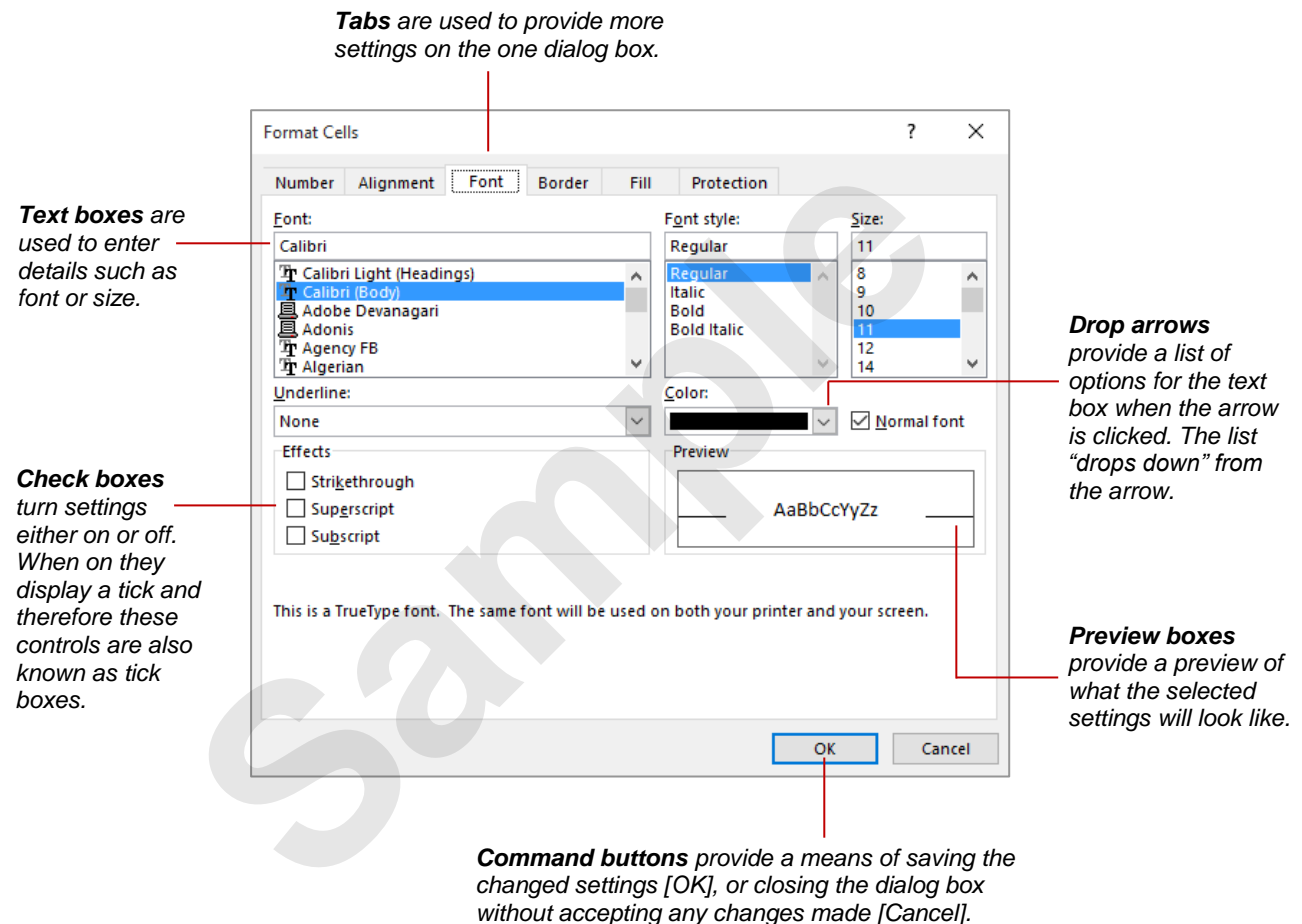 Tabs are used to provide more
settings on the one dialog box.
Format Cells
?
Number Alignment Font Border Fill Protection
Text boxes are
used to enter
details such as
font or size.
Font:
Calibri
Calibri Light (Headings)
Calibri (Body)
Adobe Devanagari
Adonis
Agency FB
Algerian
Font style:
Regular
Regular
Italic
Bold
Bold Italic
Size:
11
8
9
10
11
12
14
Drop arrows
provide a list of
options for the text
box when the arrow
is clicked. The list
“drops down” from
the arrow.
Underline:
None
Color:
Normal font
Check boxes
turn settings
either on or off.
When on they
display a tick and
therefore these
controls are also
known as tick
boxes.
Effects
Strikethrough
Superscript
Subscript
Preview
AaBbCcYyZz
This is a TrueType font. The same font will be used on both your printer and your screen.
Preview boxes
provide a preview of
what the selected
settings will look like.
OK Cancel
Command buttons provide a means of saving the
changed settings [OK], or closing the dialog box
without accepting any changes made [Cancel].
Sample